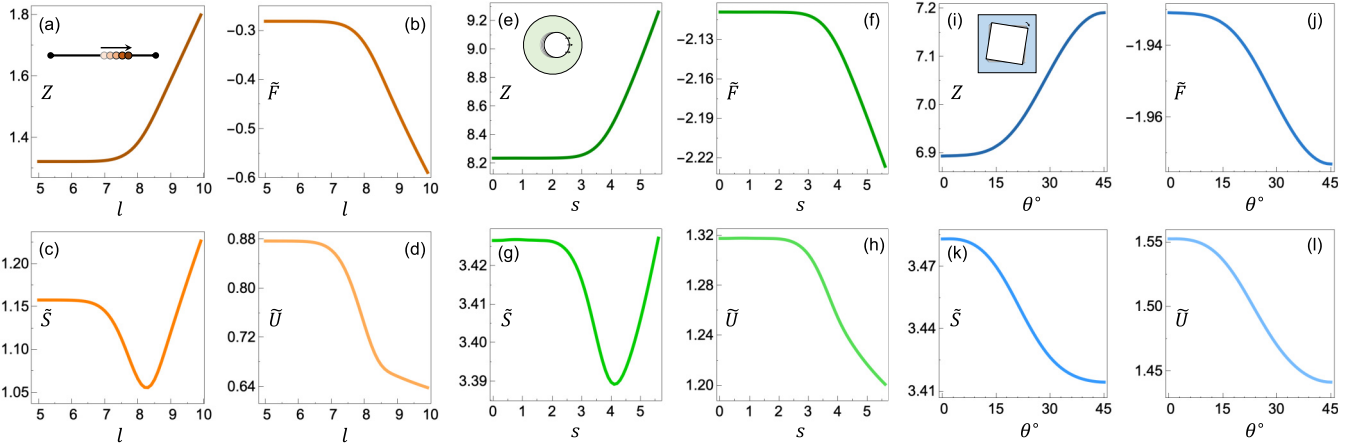 (a)
1.8
1.6
1.4
Z
5 6 7 8 9 10
l
(b)
−0.3
−0.4
−0.5
−0.6
F̃
5 6 7 8 9 10
l
(e)
9.2
9.0
8.8
8.6
8.4
8.2
Z
0 1 2 3 4 5
s
(f)
−2.13
−2.16
−2.19
−2.22
F̃
0 1 2 3 4 5
s
(i)
7.2
7.1
7.0
6.9
Z
0 15 30 45
θ°
(j)
−1.94
−1.96
F̃
0 15 30 45
θ°
(c)
1.20
1.15
1.10
1.05
S̃
5 6 7 8 9 10
l
(d)
0.88
0.80
0.72
0.64
Ũ
5 6 7 8 9 10
l
(g)
3.42
3.41
3.40
3.39
S̃
0 1 2 3 4 5
s
(h)
1.32
1.28
1.24
1.20
Ũ
0 1 2 3 4 5
s
(k)
3.47
3.44
3.41
S̃
0 15 30 45
θ°
(l)
1.55
1.50
1.45
Ũ
0 15 30 45
θ°